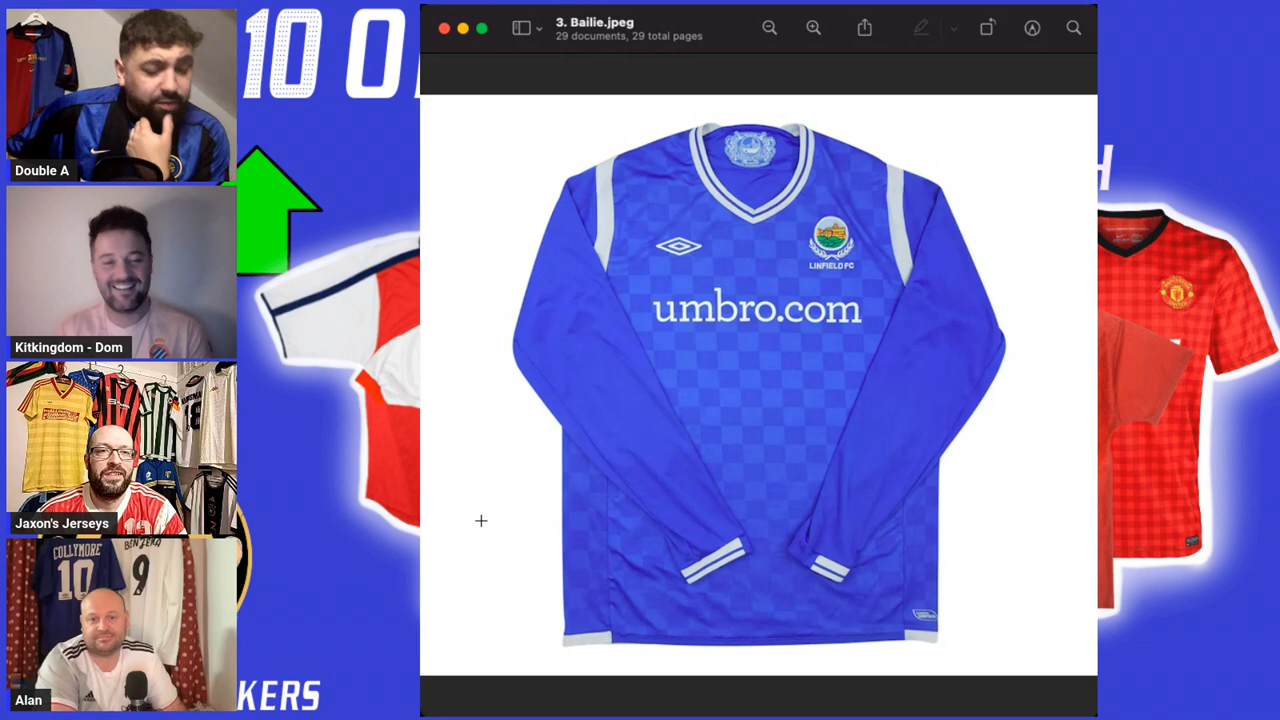 10 O
3. Bailie.jpeg
29 documents, 29 total pages
Double A
H
LINFIELD FC
umbro.com
Kitkingdom - Dom
18
Jaxon's Jerseys
COLLYMORE
10
BENZEMA
9
Alan
KERS